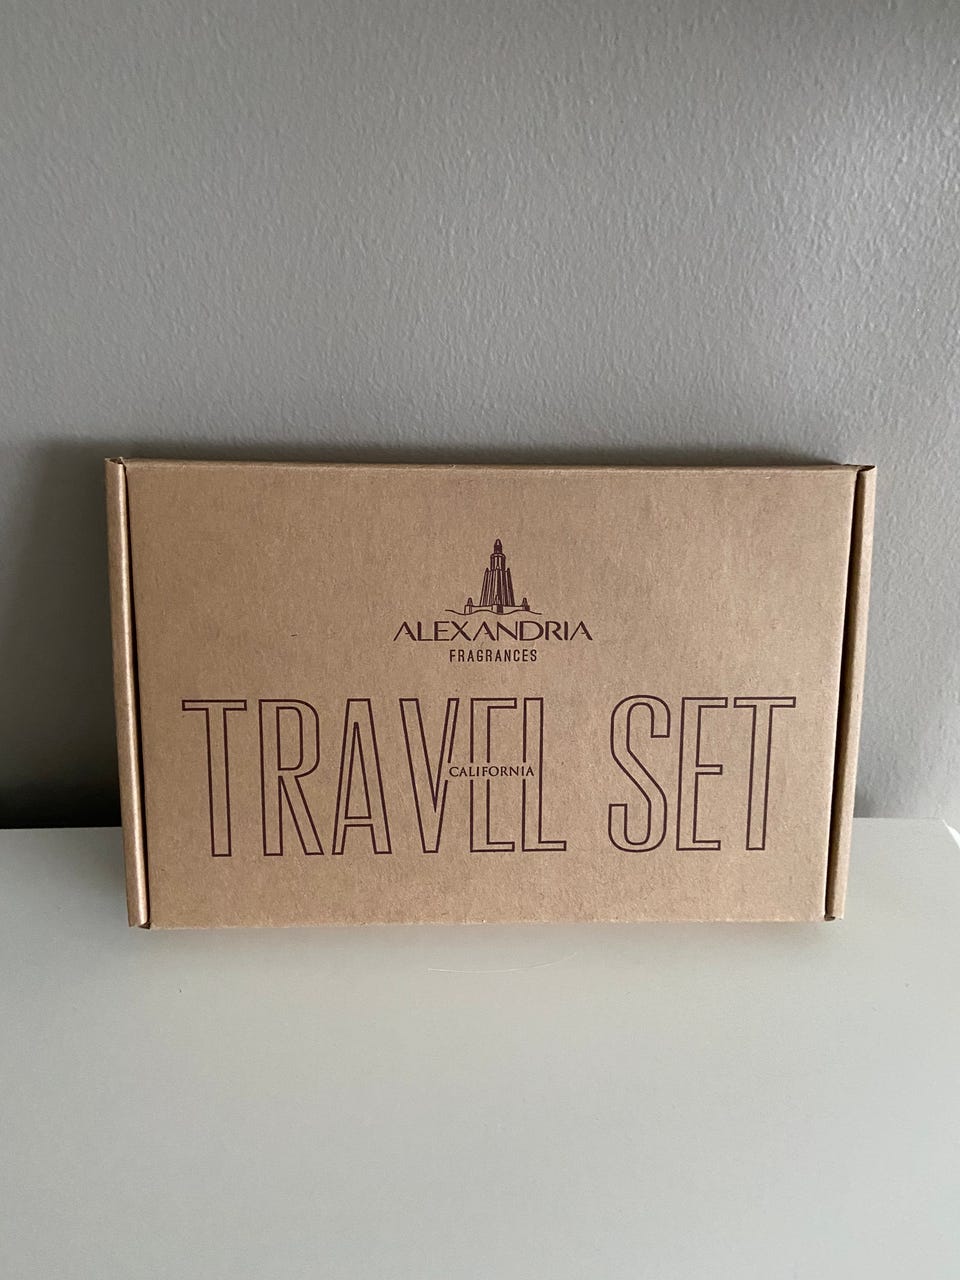 ALEXANDRIA
FRAGRANCES
TRAVEL SET
CALIFORNIA